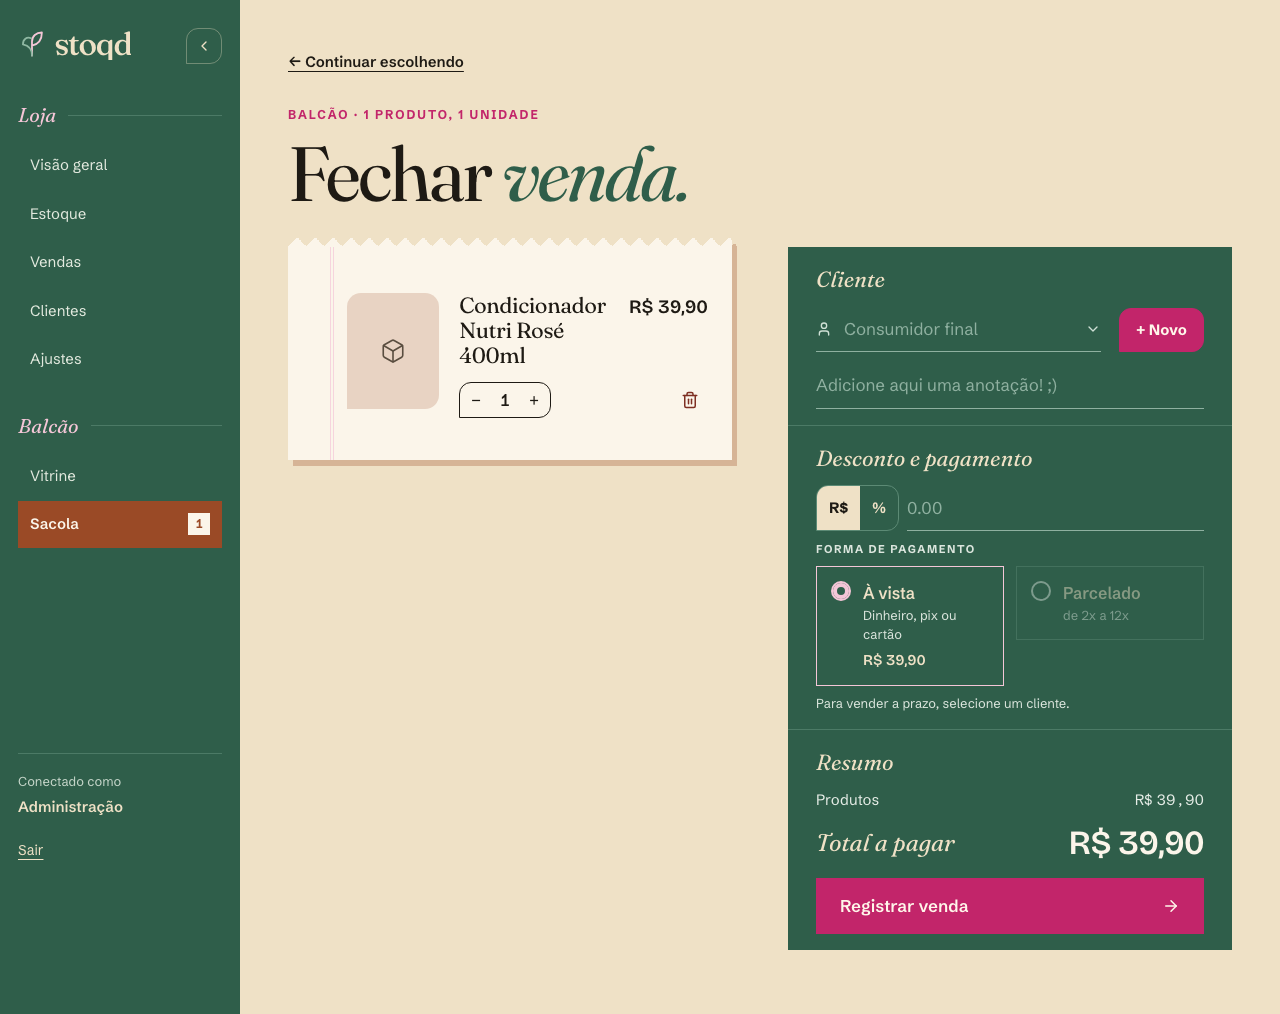 stoqd
Loja
Visão geral
Estoque
Vendas
Clientes
Ajustes
Balcão
Vitrine
Sacola 1
Conectado como
Administração
Sair
← Continuar escolhendo
BALCÃO · 1 PRODUTO, 1 UNIDADE
Fechar venda.
Condicionador R$ 39,90
Nutri Rosé
400ml
− 1 +
Cliente
Consumidor final + Novo
Adicione aqui uma anotação! ;)
Desconto e pagamento
R$ % 0.00
FORMA DE PAGAMENTO
À vista
Dinheiro, pix ou
cartão
R$ 39,90
Parcelado
de 2x a 12x
Para vender a prazo, selecione um cliente.
Resumo
Produtos R$ 39,90
Total a pagar R$ 39,90
Registrar venda →